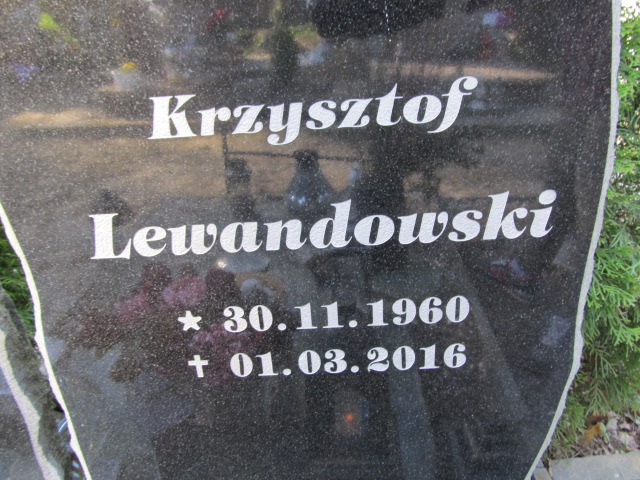 Krzysztof
Lewandowski
★ 30.11.1960
✝ 01.03.2016